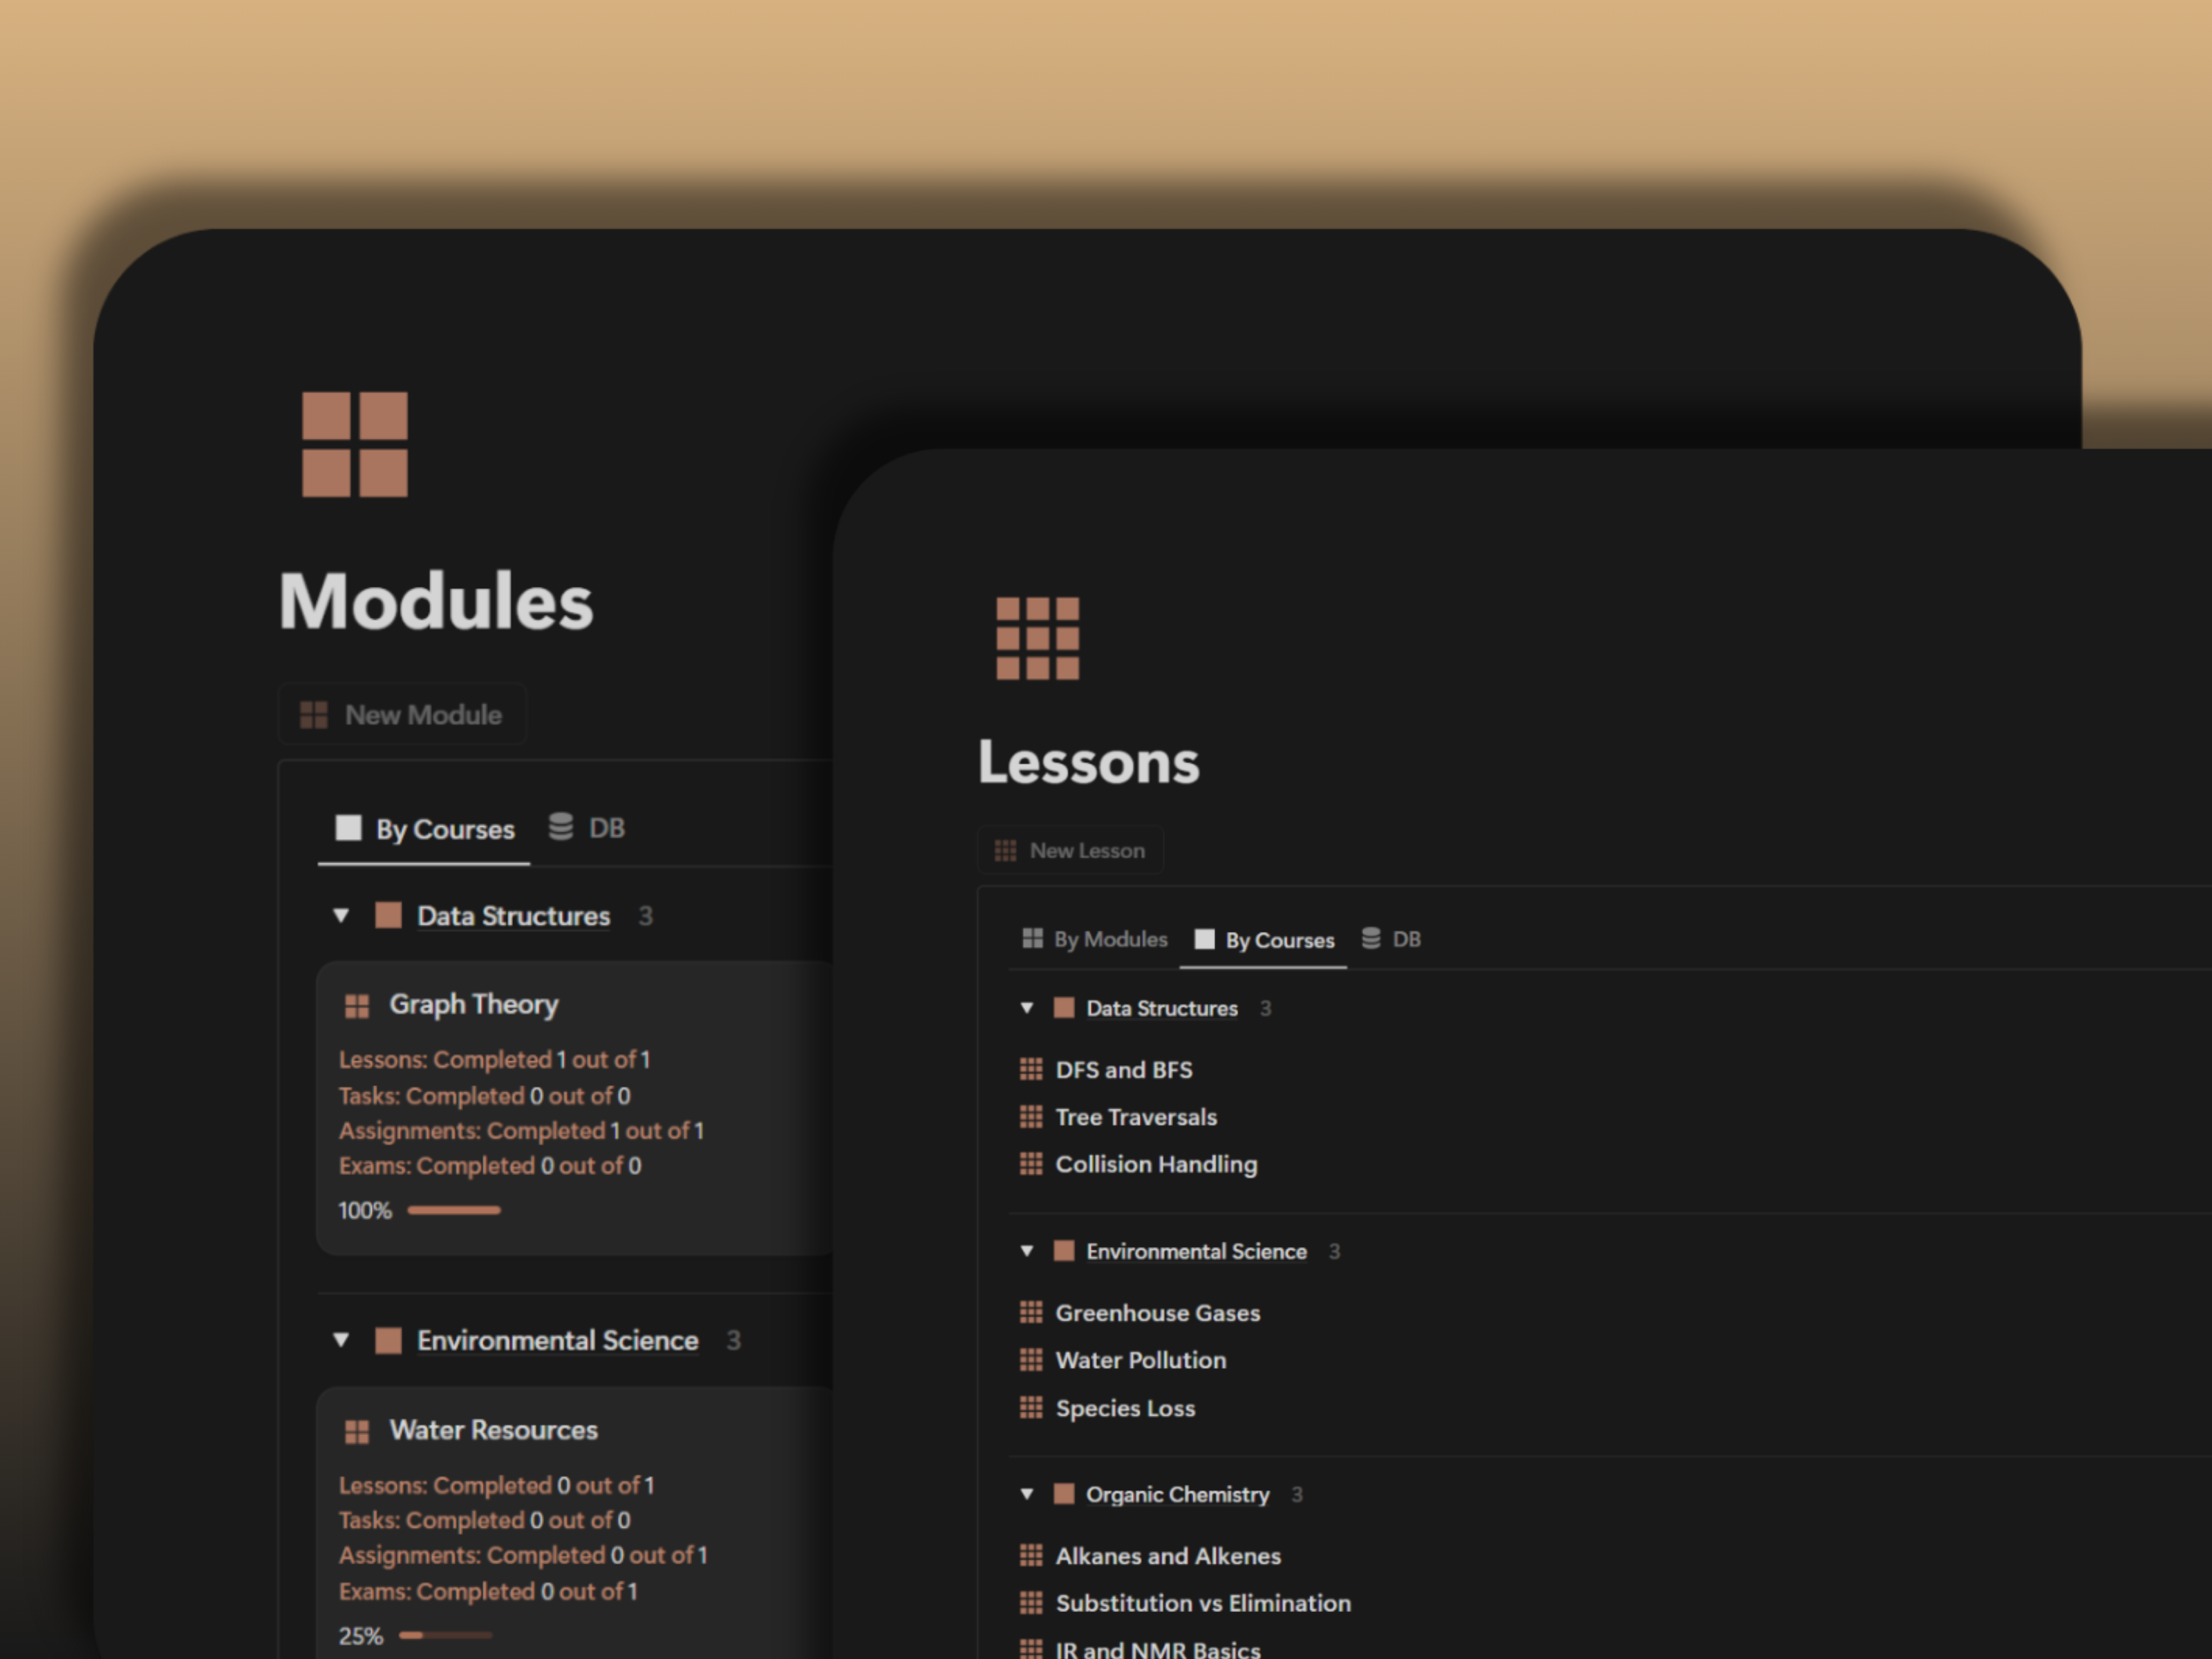 Modules
New Module
By Courses DB
Data Structures 3
Graph Theory
Lessons: Completed 1 out of 1
Tasks: Completed 0 out of 0
Assignments: Completed 1 out of 1
Exams: Completed 0 out of 0
100%
Environmental Science 3
Water Resources
Lessons: Completed 0 out of 1
Tasks: Completed 0 out of 0
Assignments: Completed 0 out of 1
Exams: Completed 0 out of 1
25%
Lessons
New Lesson
By Modules By Courses DB
Data Structures 3
DFS and BFS
Tree Traversals
Collision Handling
Environmental Science 3
Greenhouse Gases
Water Pollution
Species Loss
Organic Chemistry 3
Alkanes and Alkenes
Substitution vs Elimination
IR and NMR Basics